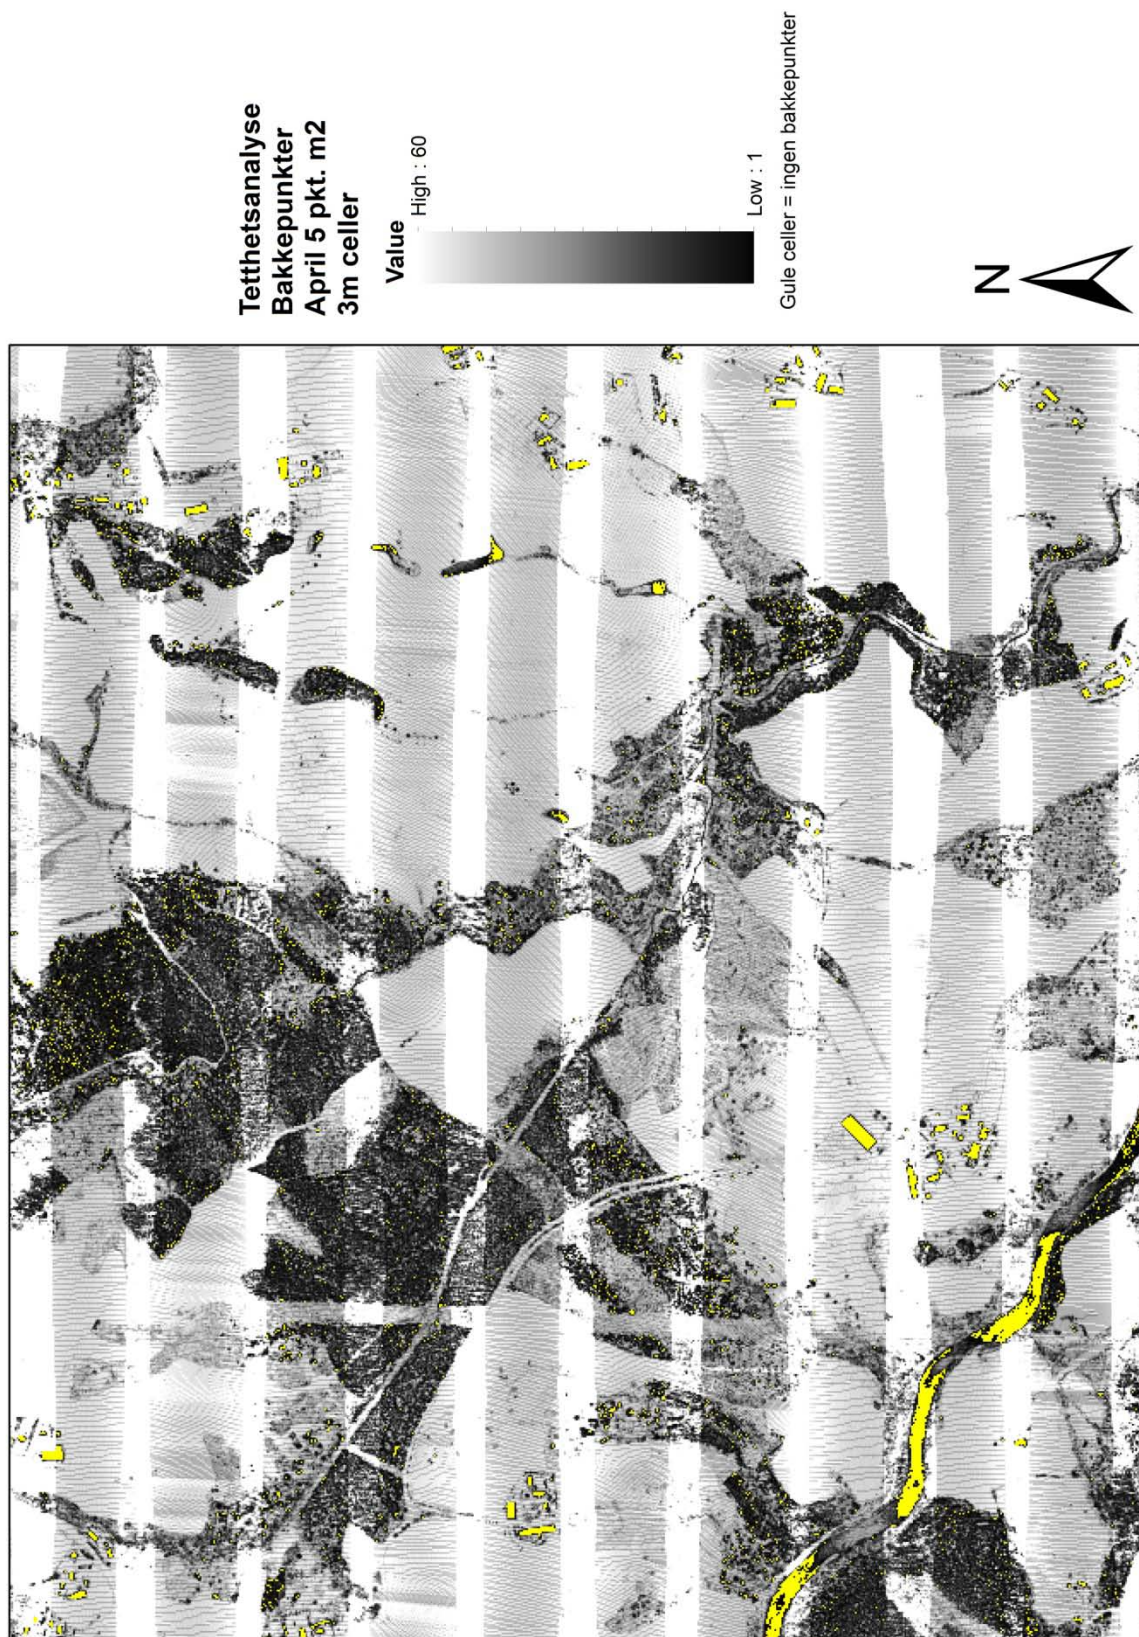 Tetthetsanalyse
Bakkepunkter
April 5 pkt. m2
3m celler
Value
High : 60
Low : 1
Gule celler = ingen bakkepunkter
N